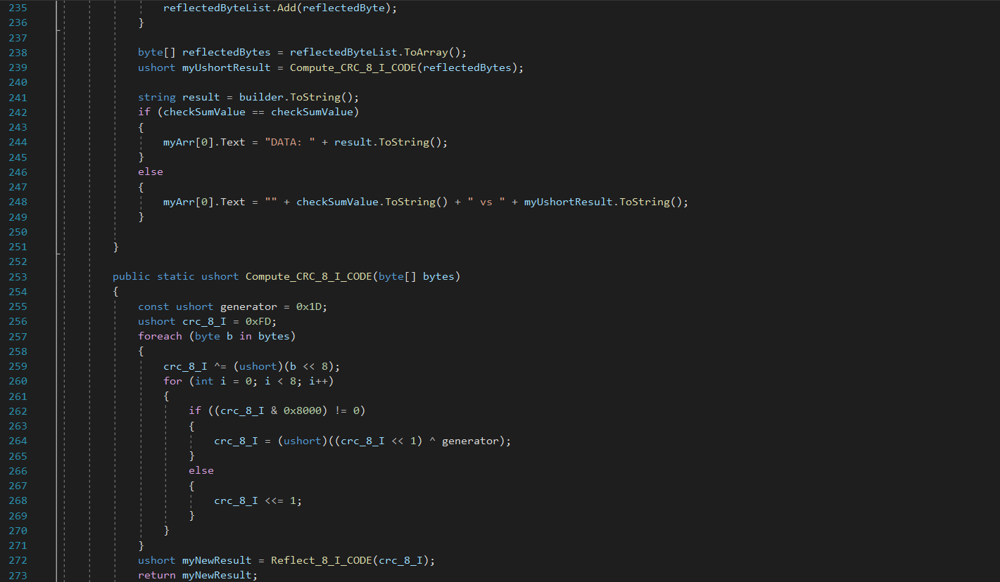 235 reflectedByteList.Add(reflectedByte);
236 }
237
238 byte[] reflectedBytes = reflectedByteList.ToArray();
239 ushort myUshortResult = Compute_CRC_8_I_CODE(reflectedBytes);
240
241 string result = builder.ToString();
242 if (checkSumValue == checkSumValue)
243 {
244 myArr[0].Text = "DATA: " + result.ToString();
245 }
246 else
247 {
248 myArr[0].Text = "" + checkSumValue.ToString() + " vs " + myUshortResult.ToString();
249 }
250
251 }
252
253 public static ushort Compute_CRC_8_I_CODE(byte[] bytes)
254 {
255 const ushort generator = 0x1D;
256 ushort crc_8_I = 0xFD;
257 foreach (byte b in bytes)
258 {
259 crc_8_I ^= (ushort)(b << 8);
260 for (int i = 0; i < 8; i++)
261 {
262 if ((crc_8_I & 0x8000) != 0)
263 {
264 crc_8_I = (ushort)((crc_8_I << 1) ^ generator);
265 }
266 else
267 {
268 crc_8_I <<= 1;
269 }
270 }
271 }
272 ushort myNewResult = Reflect_8_I_CODE(crc_8_I);
273 return myNewResult;